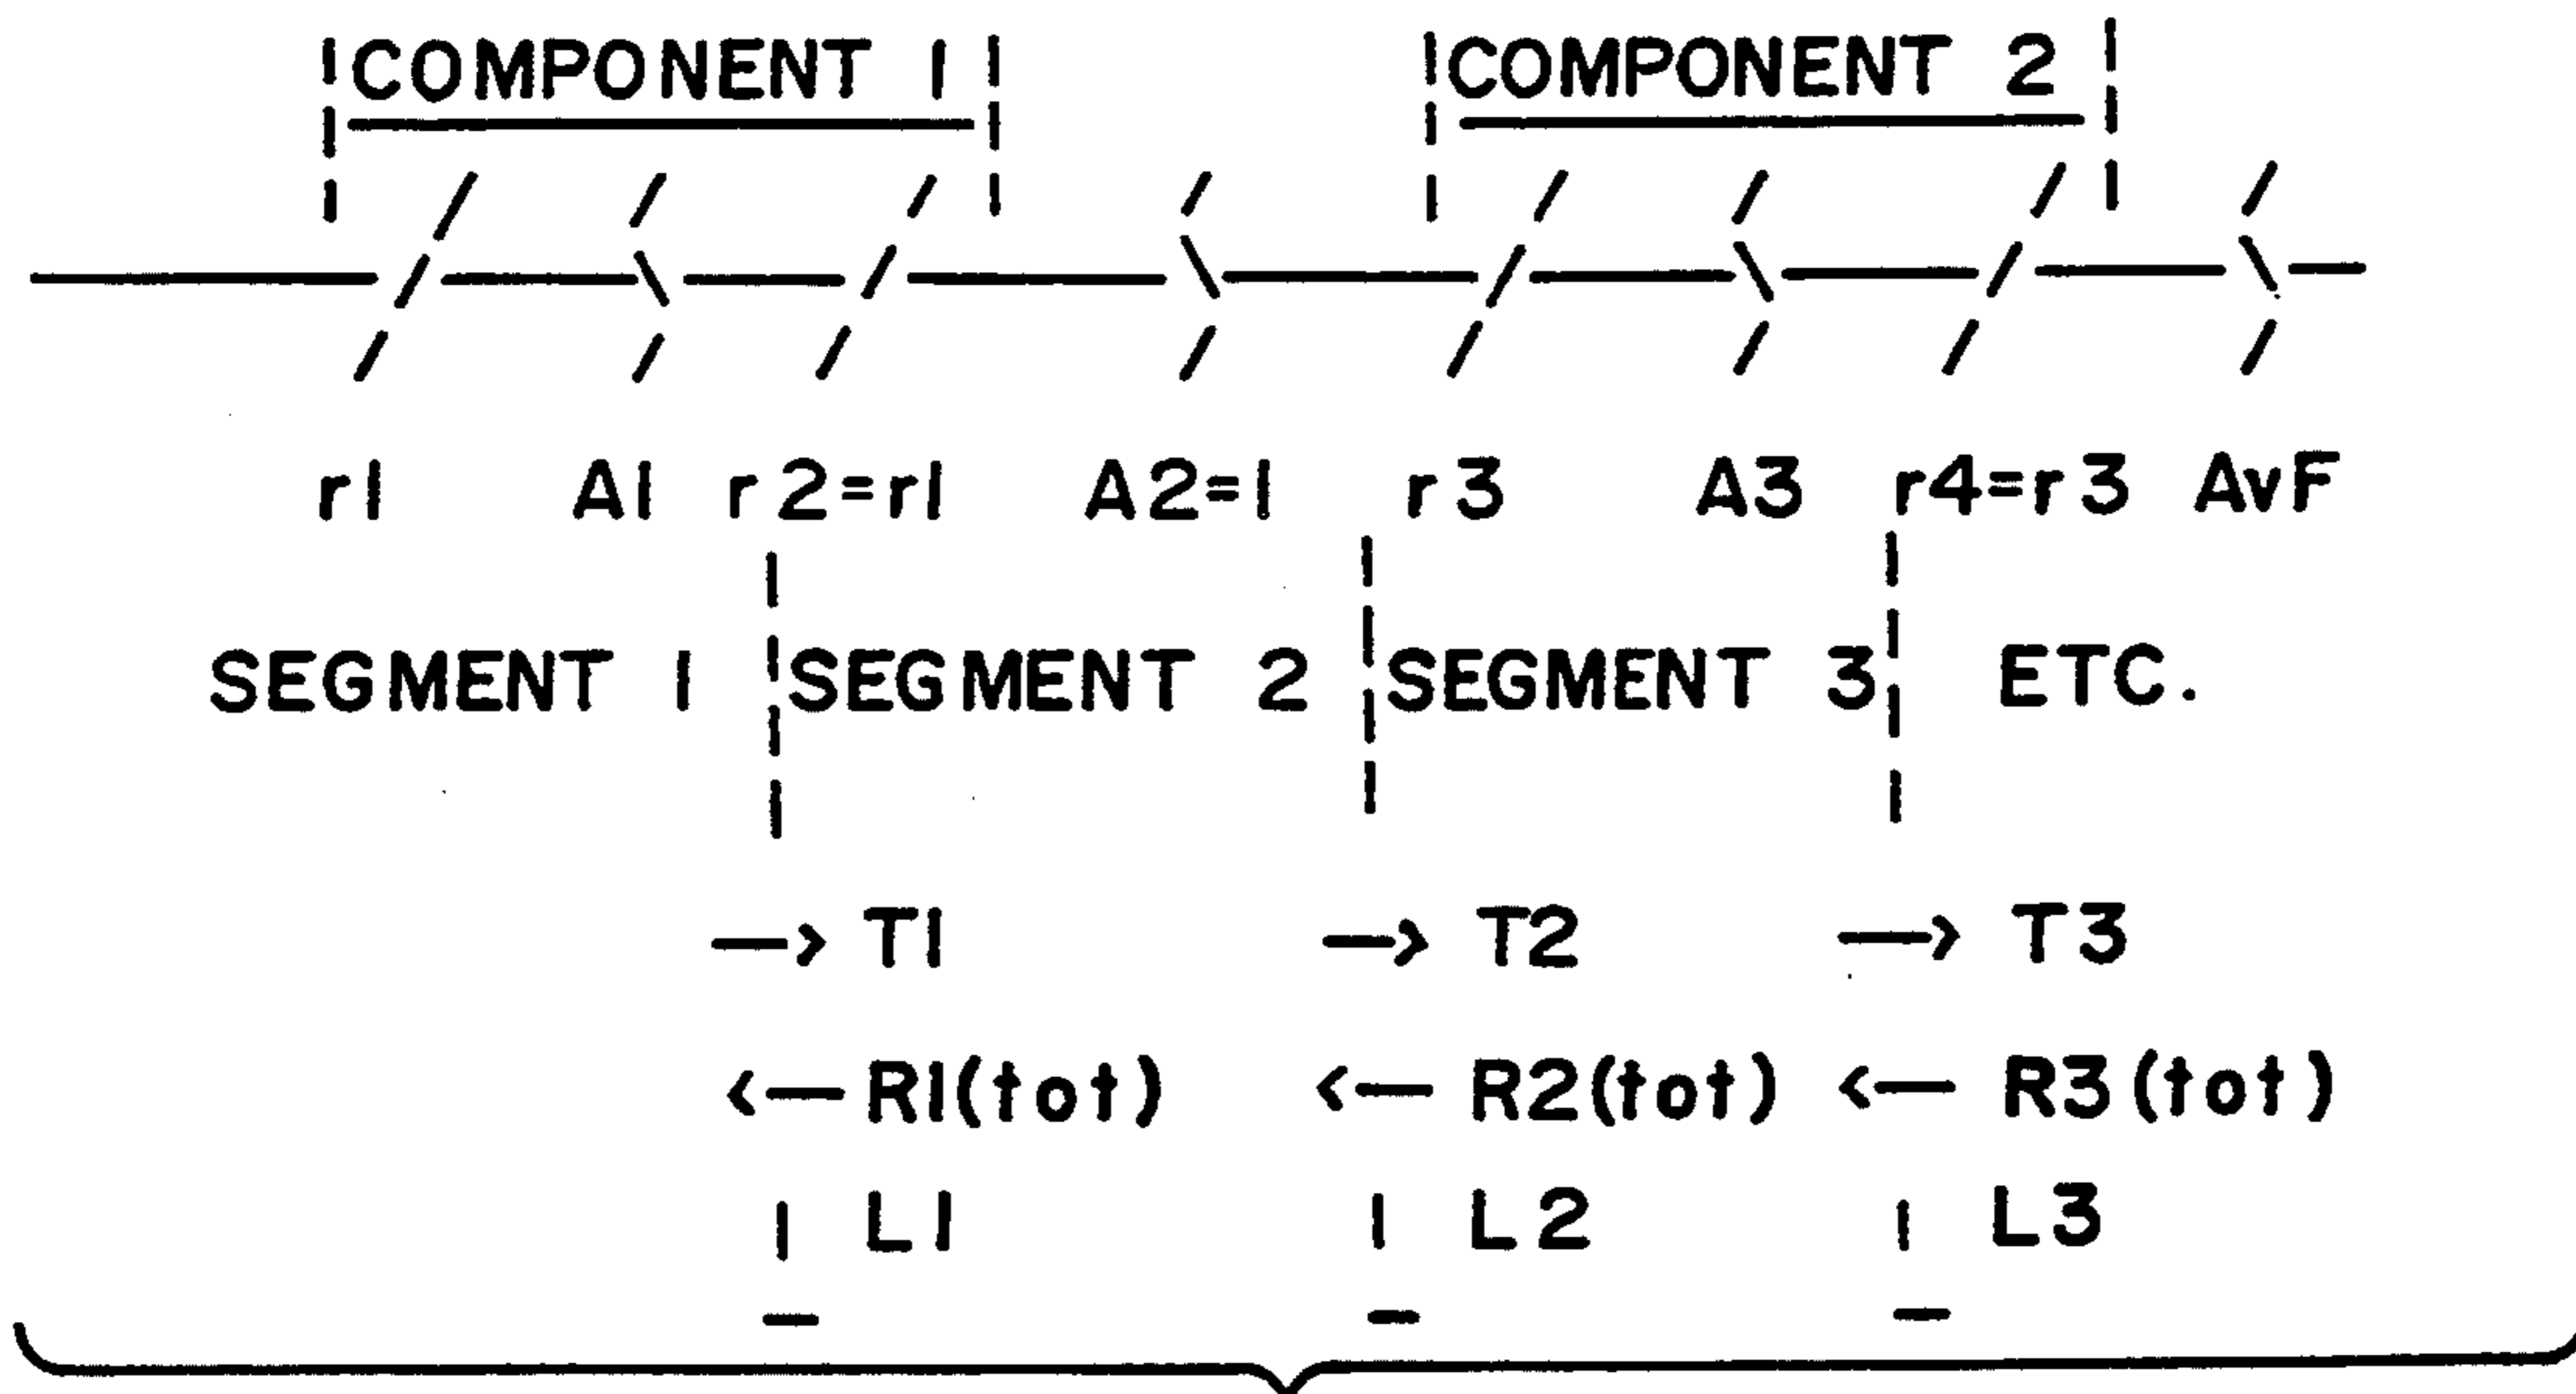 COMPONENT 1 COMPONENT 2
r1 A1 r2=r1 A2=1 r3 A3 r4=r3 AvF
SEGMENT 1 SEGMENT 2 SEGMENT 3 ETC.
—> T1 —> T2 —> T3
<— R1(tot) <— R2(tot) <— R3(tot)
L1 L2 L3